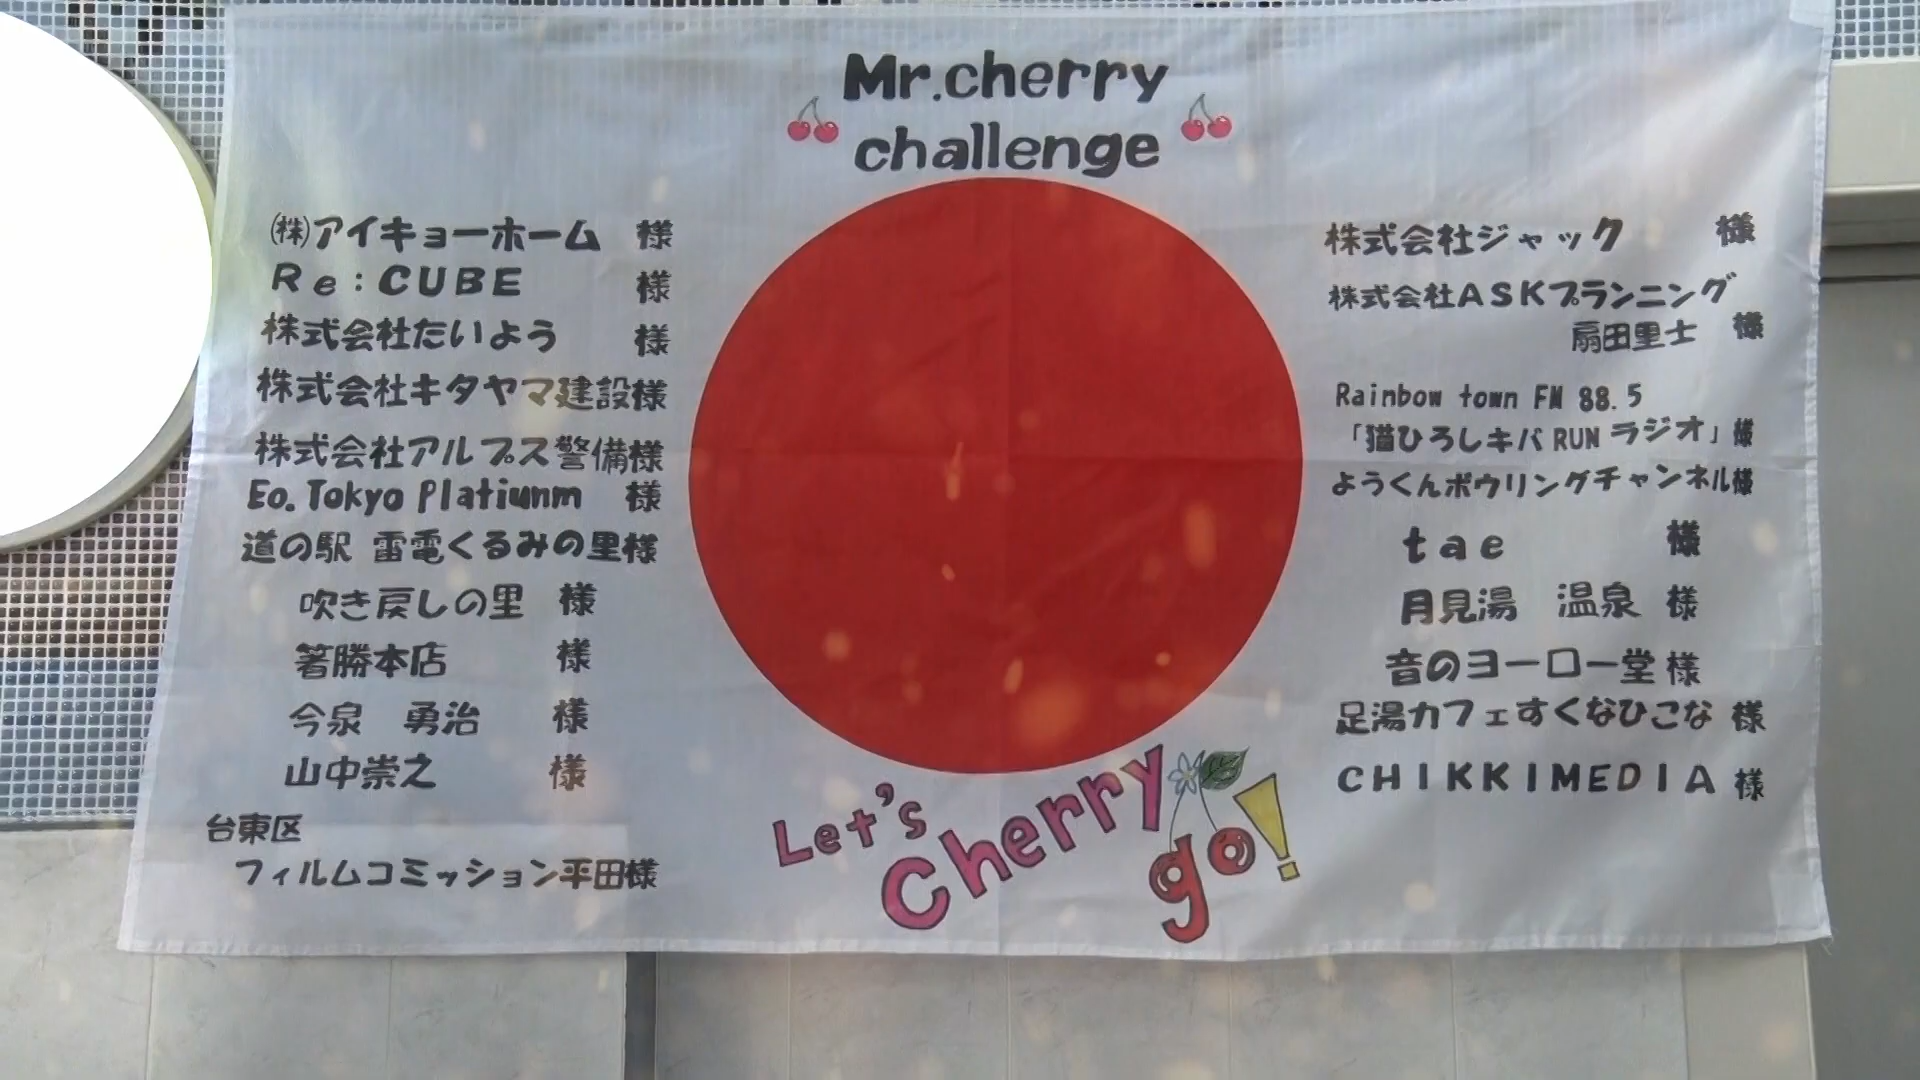 Mr.cherry
challenge
㈱アイキョーホーム 様
Re:CUBE 様
株式会社たいよう 様
株式会社キタヤマ建設様
株式会社アルプス警備様
Eo.Tokyo Platiunm 様
道の駅 雷電くるみの里様
吹き戻しの里 様
箸勝本店 様
今泉 勇治 様
山中崇之 様
台東区
フィルムコミッション平田様
株式会社ジャック 様
株式会社ASKプランニング
扇田里士 様
Rainbow town FM 88.5
「猫ひろしキバRUNラジオ」様
ようくんボウリングチャンネル様
tae 様
月見湯 温泉 様
音のヨーロー堂 様
足湯カフェすくなひこな 様
CHIKKIMEDIA 様
Let's
Cherry
go!